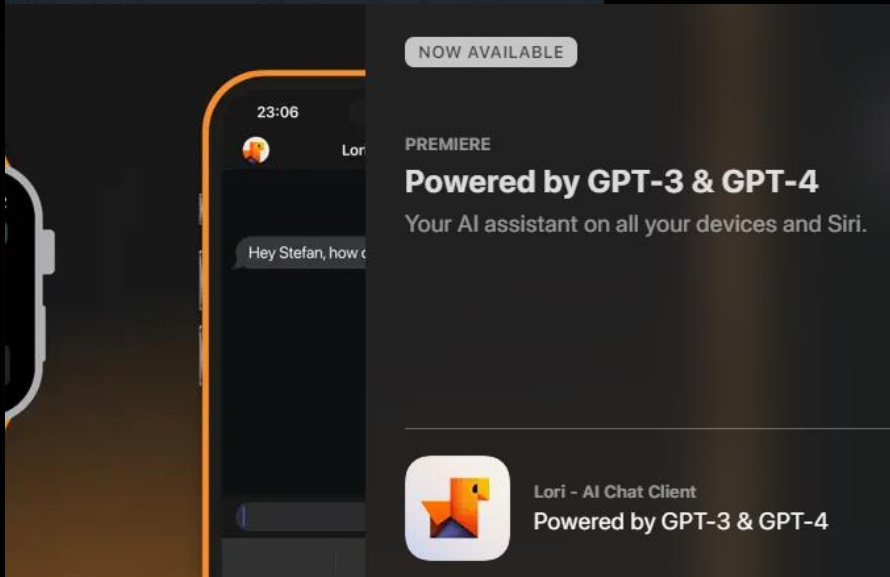 23:06
Lori
Hey Stefan, how
NOW AVAILABLE
PREMIERE
Powered by GPT-3 & GPT-4
Your AI assistant on all your devices and Siri.
Lori - AI Chat Client
Powered by GPT-3 & GPT-4